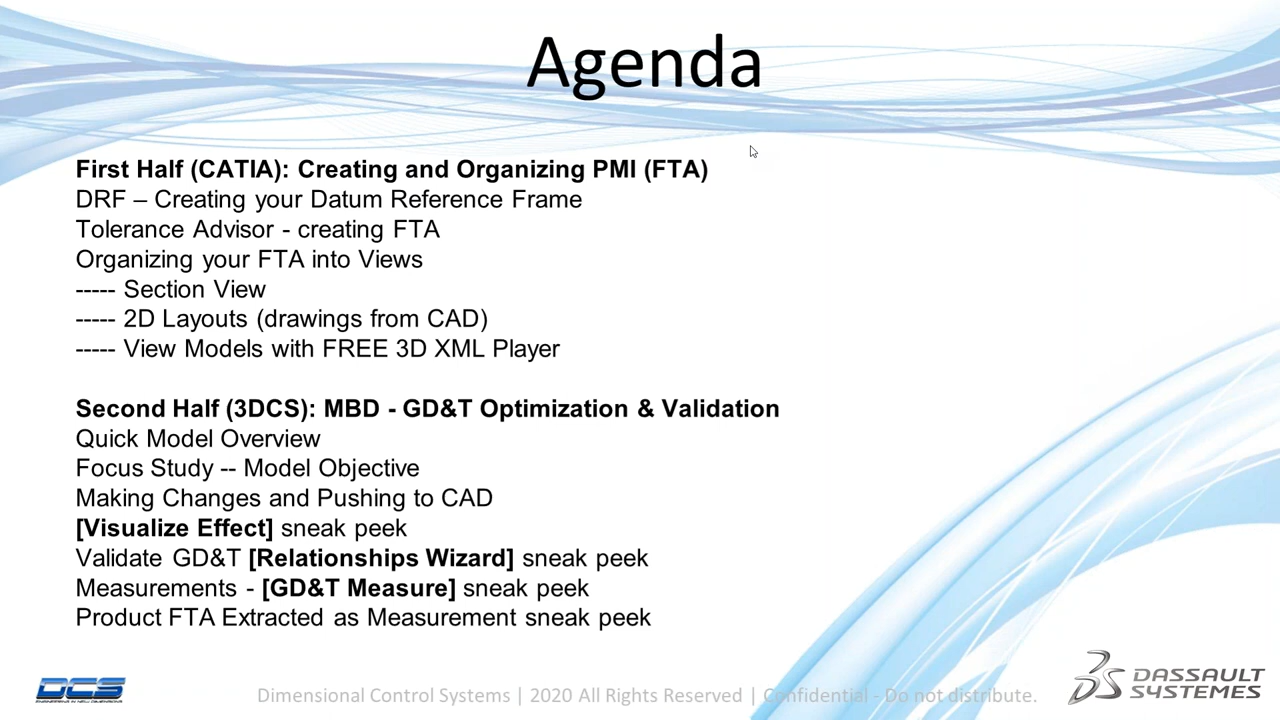 Agenda
First Half (CATIA): Creating and Organizing PMI (FTA)
DRF – Creating your Datum Reference Frame
Tolerance Advisor - creating FTA
Organizing your FTA into Views
----- Section View
----- 2D Layouts (drawings from CAD)
----- View Models with FREE 3D XML Player
Second Half (3DCS): MBD - GD&T Optimization & Validation
Quick Model Overview
Focus Study -- Model Objective
Making Changes and Pushing to CAD
[Visualize Effect] sneak peek
Validate GD&T [Relationships Wizard] sneak peek
Measurements - [GD&T Measure] sneak peek
Product FTA Extracted as Measurement sneak peek
DCS
ENGINEERING IN NEW DIMENSIONS
Dimensional Control Systems | 2020 All Rights Reserved | Confidential - Do not distribute.
DASSAULT
SYSTEMES